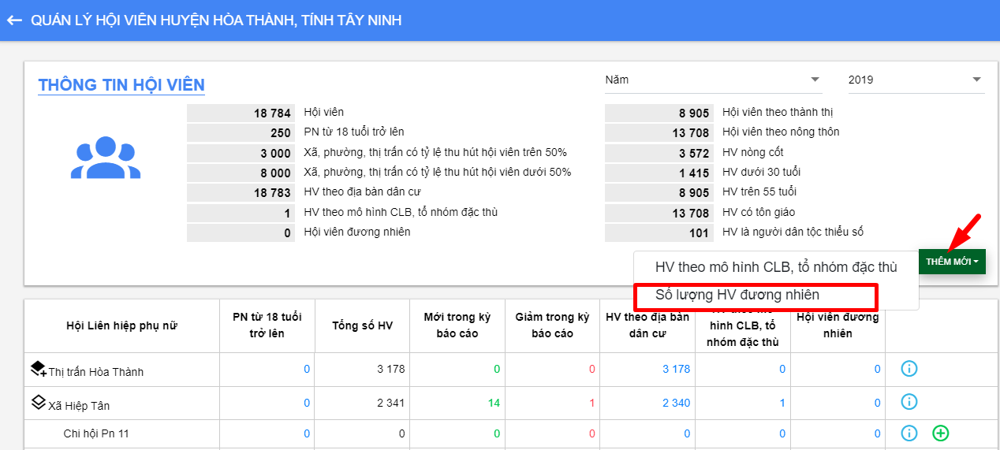 QUẢN LÝ HỘI VIÊN HUYỆN HÒA THÀNH, TỈNH TÂY NINH
THÔNG TIN HỘI VIÊN
Năm
2019
18 784 Hội viên
250 PN từ 18 tuổi trở lên
3 000 Xã, phường, thị trấn có tỷ lệ thu hút hội viên trên 50%
8 000 Xã, phường, thị trấn có tỷ lệ thu hút hội viên dưới 50%
18 783 HV theo địa bàn dân cư
1 HV theo mô hình CLB, tổ nhóm đặc thù
0 Hội viên đương nhiên
8 905 Hội viên theo thành thị
13 708 Hội viên theo nông thôn
3 572 HV nòng cốt
1 415 HV dưới 30 tuổi
8 905 HV trên 55 tuổi
13 708 HV có tôn giáo
101 HV là người dân tộc thiểu số
THÊM MỚI
HV theo mô hình CLB, tổ nhóm đặc thù
Số lượng HV đương nhiên
Hội Liên hiệp phụ nữ
PN từ 18 tuổi
trở lên
Tổng số HV
Mới trong kỳ
báo cáo
Giảm trong kỳ
báo cáo
HV theo địa bàn
dân cư
hình CLB, tổ
nhóm đặc thù
Hội viên đương
nhiên
Thị trấn Hòa Thành 0 3 178 0 0 3 178 0 0
Xã Hiệp Tân 0 2 341 14 1 2 340 1 0
Chi hội Pn 11 0 0 0 0 0 0 0